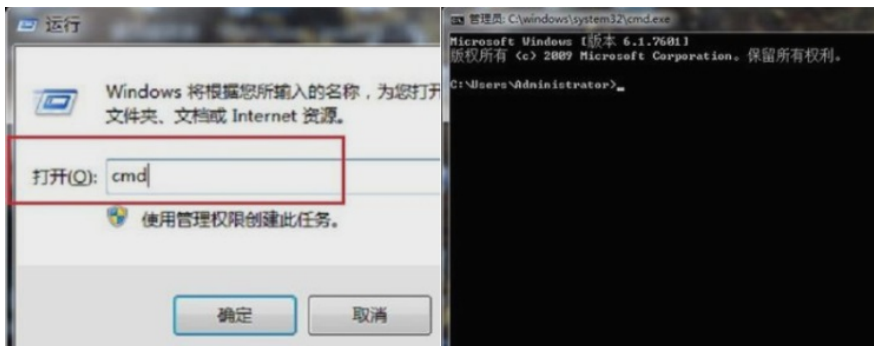 运行
Windows 将根据您所输入的名称，为您打开
文件夹、文档或 Internet 资源。
打开(O): cmd
使用管理权限创建此任务。
确定
取消
管理员: C:\windows\system32\cmd.exe
Microsoft Windows [版本 6.1.7601]
版权所有 (c) 2009 Microsoft Corporation。保留所有权利。
C:\Users\Administrator>_